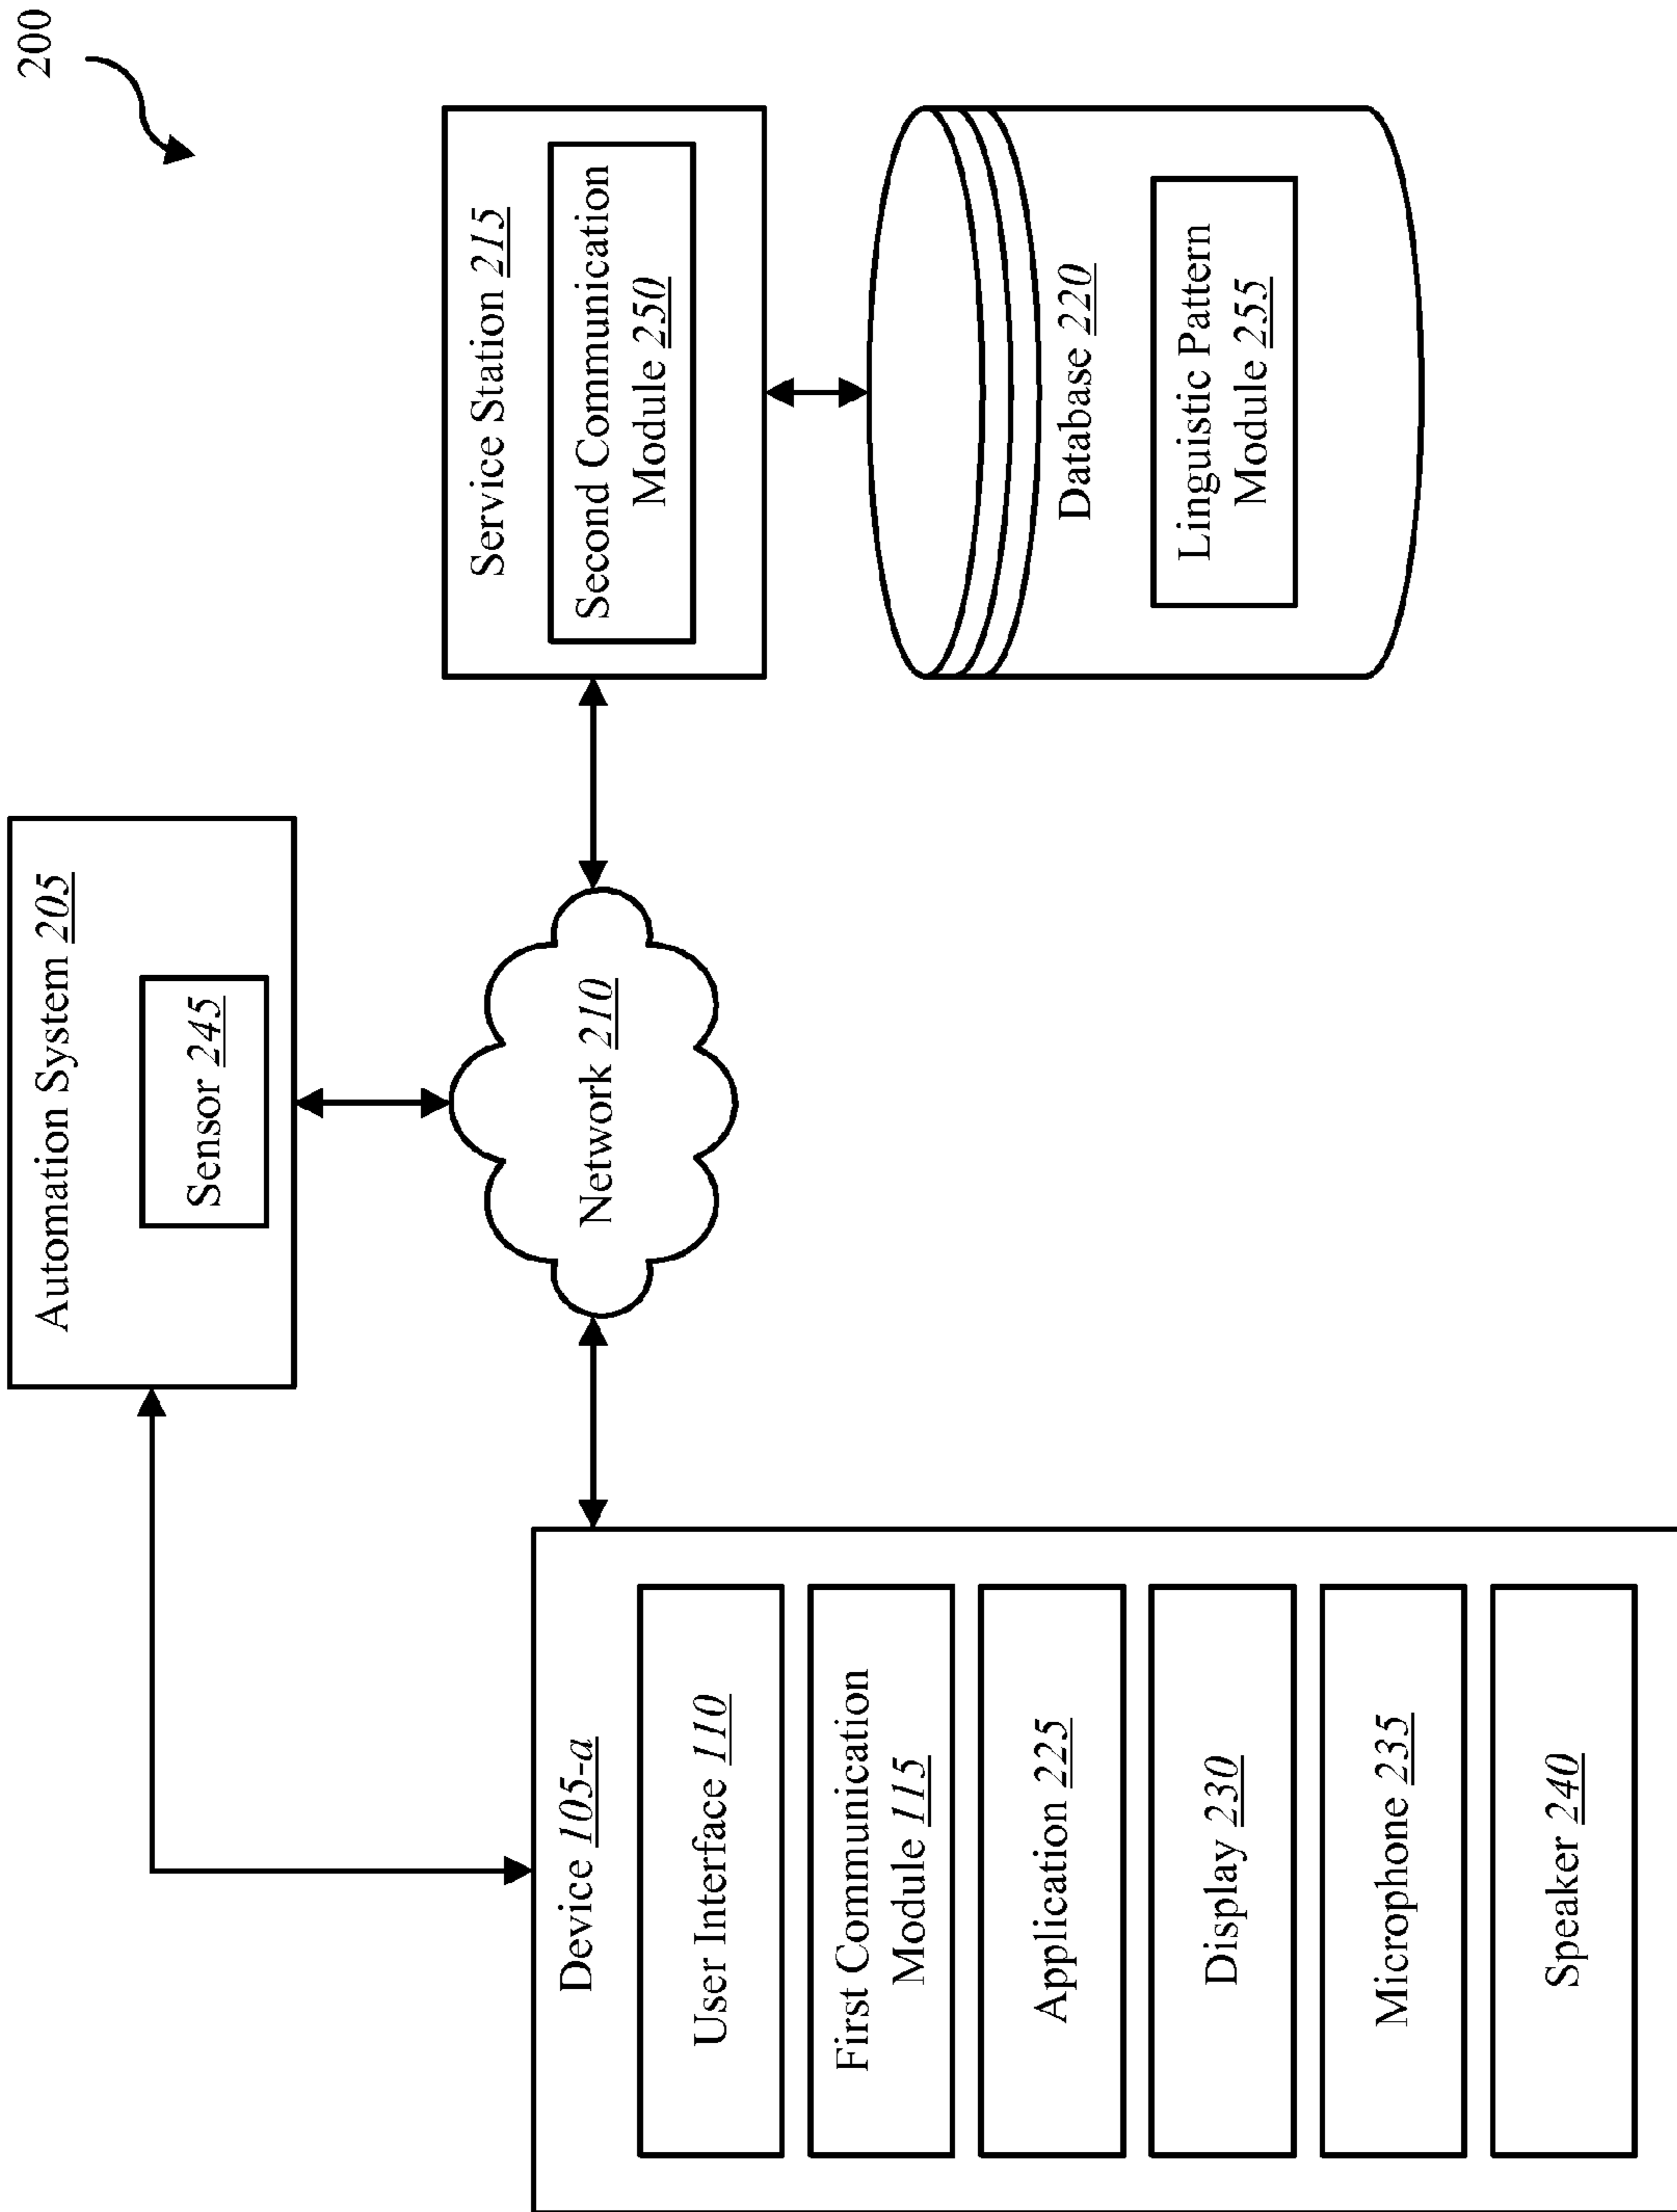 200
Automation System 205
Sensor 245
Device 105-a
User Interface 110
First Communication
Module 115
Application 225
Display 230
Microphone 235
Speaker 240
Network 210
Service Station 215
Second Communication
Module 250
Database 220
Linguistic Pattern
Module 255